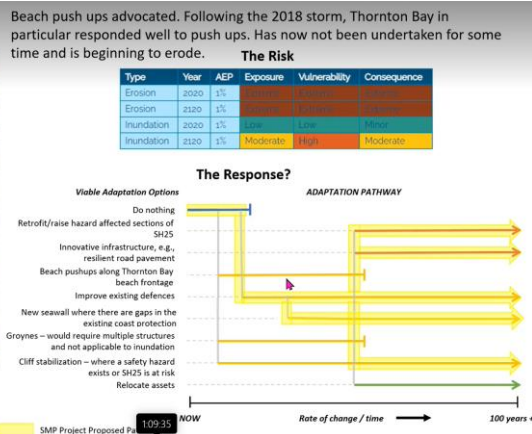 Beach push ups advocated. Following the 2018 storm, Thornton Bay in
particular responded well to push ups. Has now not been undertaken for some
time and is beginning to erode.
The Risk
Type Year AEP Exposure Vulnerability Consequence
Erosion 2020 1%
Erosion 2120 1%
Inundation 2020 1% Low Low Minor
Inundation 2120 1% Moderate High Moderate
The Response?
Viable Adaptation Options ADAPTATION PATHWAY
Do nothing
Retrofit/raise hazard affected sections of
SH25
Innovative infrastructure, e.g.,
resilient road pavement
Beach pushups along Thornton Bay
beach frontage
Improve existing defences
New seawall where there are gaps in the
existing coast protection
Groynes – would require multiple structures
and not applicable to inundation
Cliff stabilization – where a safety hazard
exists or SH25 is at risk
Relocate assets
NOW Rate of change / time 100 years +
SMP Project Proposed Pa
1:09:35